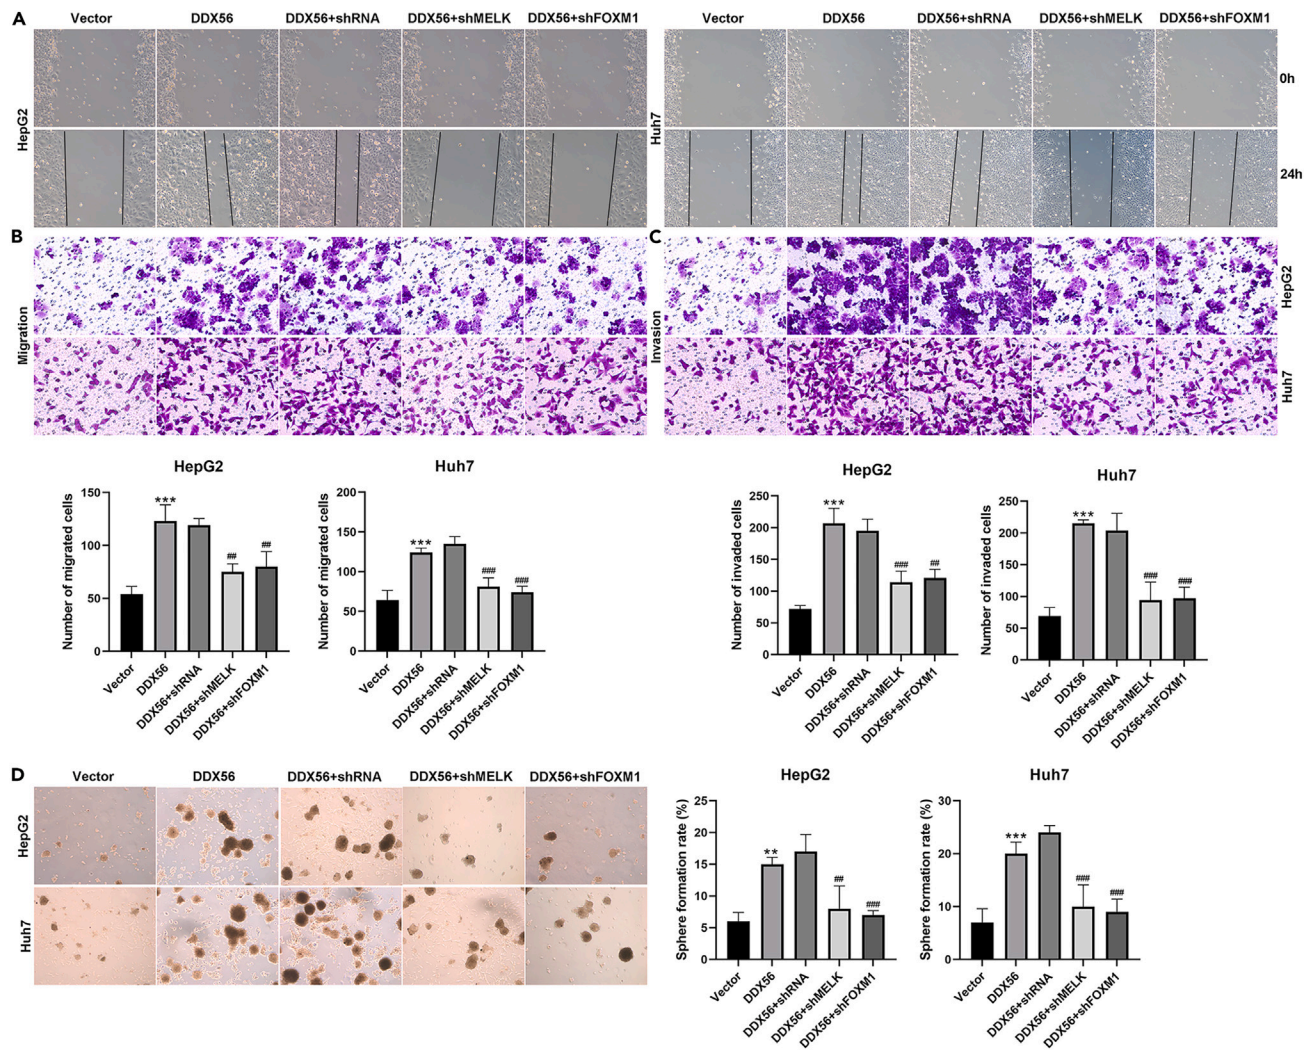 A
Vector DDX56 DDX56+shRNA DDX56+shMELK DDX56+shFOXM1 Vector DDX56 DDX56+shRNA DDX56+shMELK DDX56+shFOXM1
HepG2
Huh7
0h
24h
B
C
Migration
Invasion
HepG2
Huh7
HepG2
Number of migrated cells
150
100
50
0
***
##
##
Vector
DDX56
DDX56+shRNA
DDX56+shMELK
DDX56+shFOXM1
Huh7
Number of migrated cells
200
150
100
50
0
***
###
###
Vector
DDX56
DDX56+shRNA
DDX56+shMELK
DDX56+shFOXM1
HepG2
Number of invaded cells
250
200
150
100
50
0
***
###
##
Vector
DDX56
DDX56+shRNA
DDX56+shMELK
DDX56+shFOXM1
Huh7
Number of invaded cells
250
200
150
100
50
0
***
###
###
Vector
DDX56
DDX56+shRNA
DDX56+shMELK
DDX56+shFOXM1
D
Vector DDX56 DDX56+shRNA DDX56+shMELK DDX56+shFOXM1
HepG2
Huh7
HepG2
Sphere formation rate (%)
25
20
15
10
5
0
**
##
###
Vector
DDX56
DDX56+shRNA
DDX56+shMELK
DDX56+shFOXM1
Huh7
Sphere formation rate (%)
30
20
10
0
***
###
###
Vector
DDX56
DDX56+shRNA
DDX56+shMELK
DDX56+shFOXM1